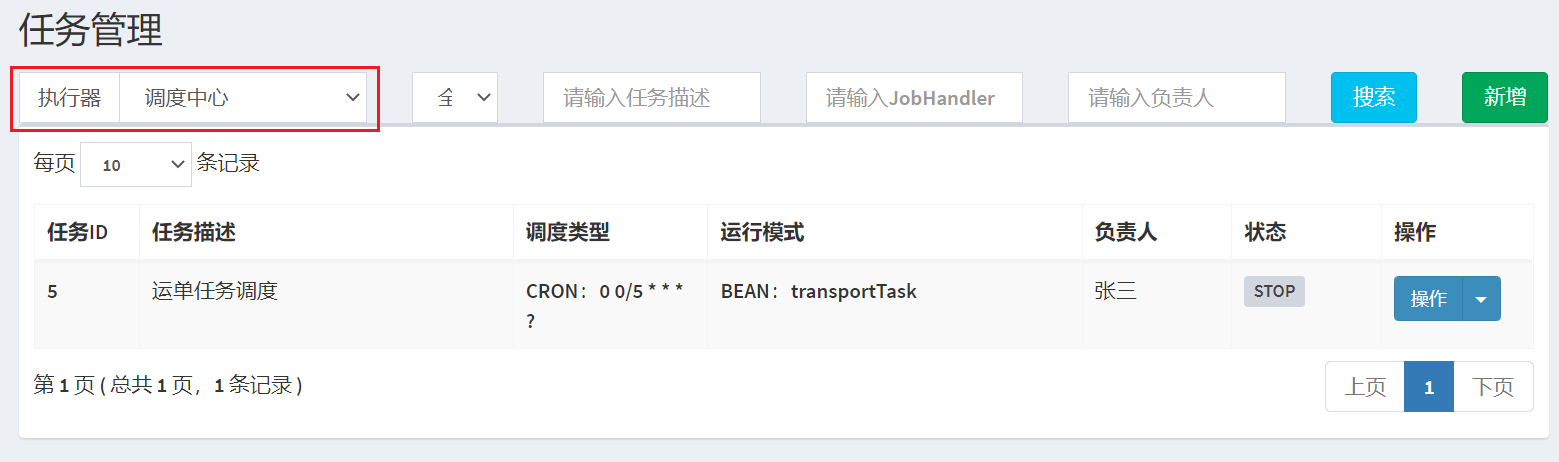 任务管理
执行器 调度中心 全 请输入任务描述 请输入JobHandler 请输入负责人 搜索 新增
每页 10 条记录
任务ID 任务描述 调度类型 运行模式 负责人 状态 操作
5 运单任务调度 CRON：0 0/5 * * * BEAN：transportTask 张三 STOP 操作
?
第 1 页 ( 总共 1 页，1 条记录 ) 上页 1 下页